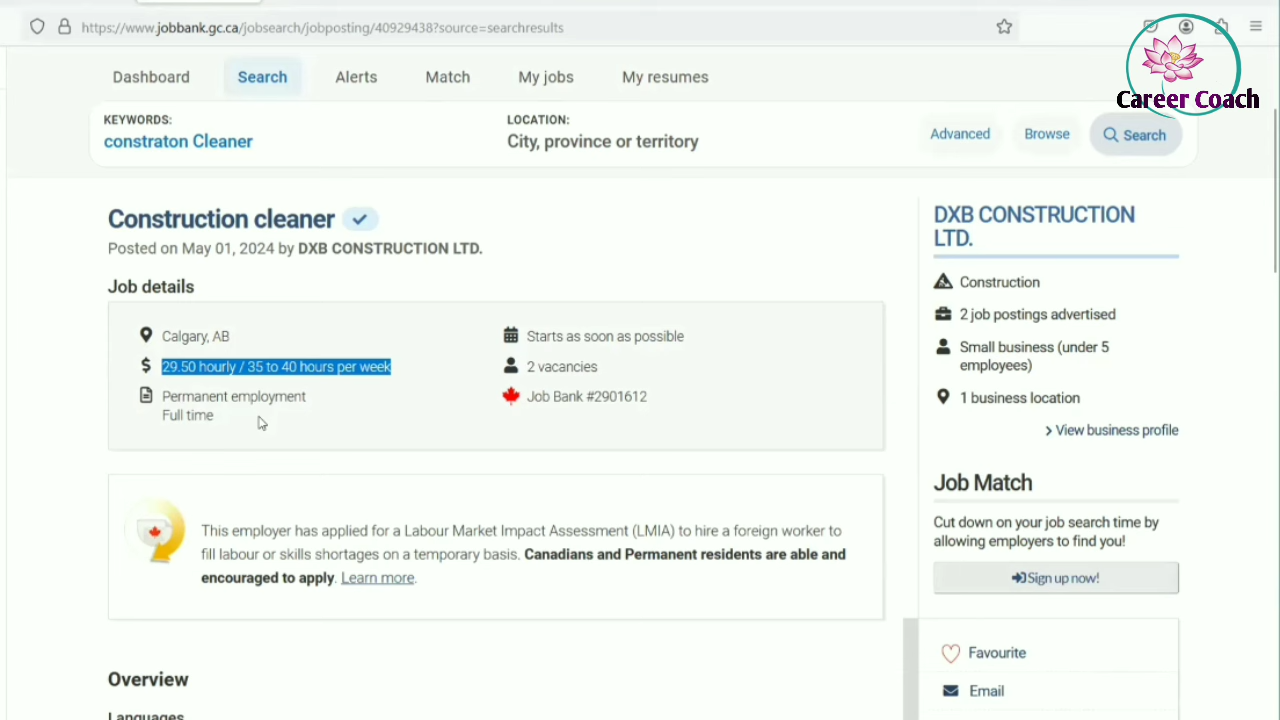 https://www.jobbank.gc.ca/jobsearch/jobposting/40929438?source=searchresults
Career Coach
Dashboard
Search
Alerts
Match
My jobs
My resumes
KEYWORDS:
constraton Cleaner
LOCATION:
City, province or territory
Advanced
Browse
Search
Construction cleaner
Posted on May 01, 2024 by DXB CONSTRUCTION LTD.
Job details
Calgary, AB
29.50 hourly / 35 to 40 hours per week
Permanent employment
Full time
Starts as soon as possible
2 vacancies
Job Bank #2901612
This employer has applied for a Labour Market Impact Assessment (LMIA) to hire a foreign worker to
fill labour or skills shortages on a temporary basis. Canadians and Permanent residents are able and
encouraged to apply. Learn more.
Overview
Languages
DXB CONSTRUCTION
LTD.
Construction
2 job postings advertised
Small business (under 5
employees)
1 business location
View business profile
Job Match
Cut down on your job search time by
allowing employers to find you!
Sign up now!
Favourite
Email